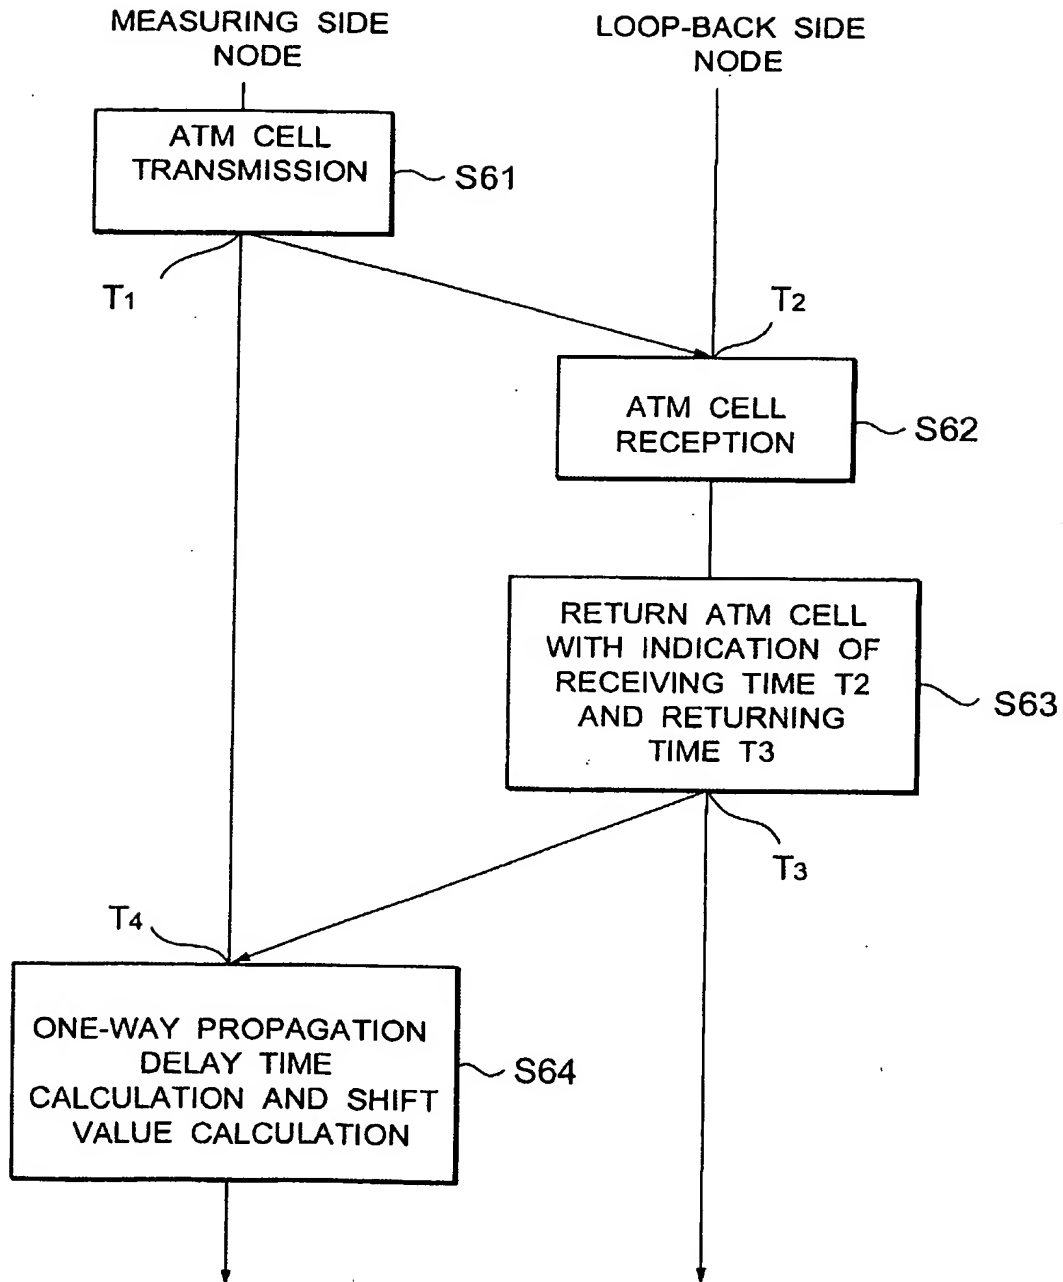 MEASURING SIDE
NODE
LOOP-BACK SIDE
NODE
ATM CELL
TRANSMISSION
S61
T1
T2
ATM CELL
RECEPTION
S62
RETURN ATM CELL
WITH INDICATION OF
RECEIVING TIME T2
AND RETURNING
TIME T3
S63
T3
T4
ONE-WAY PROPAGATION
DELAY TIME
CALCULATION AND SHIFT
VALUE CALCULATION
S64